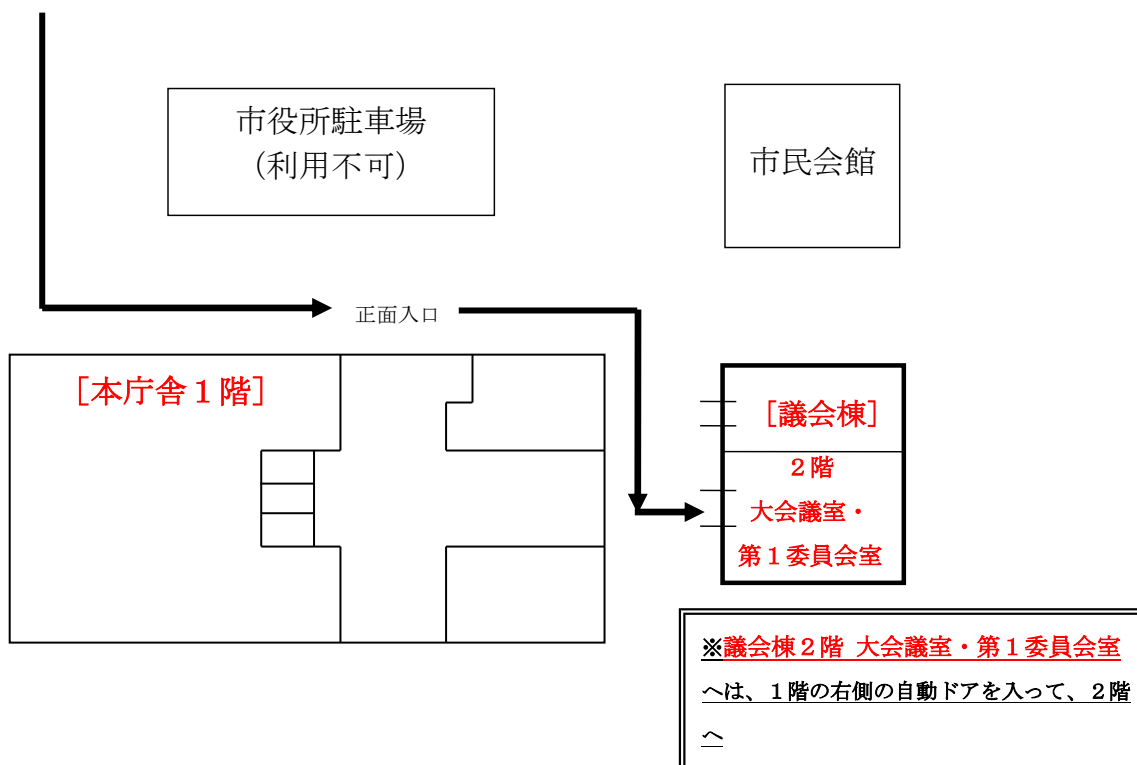 市役所駐車場
（利用不可）
市民会館
正面入口
［本庁舎１階］
［議会棟］
２階
大会議室・
第１委員会室
※議会棟２階 大会議室・第１委員会室
へは、１階の右側の自動ドアを入って、２階
へ